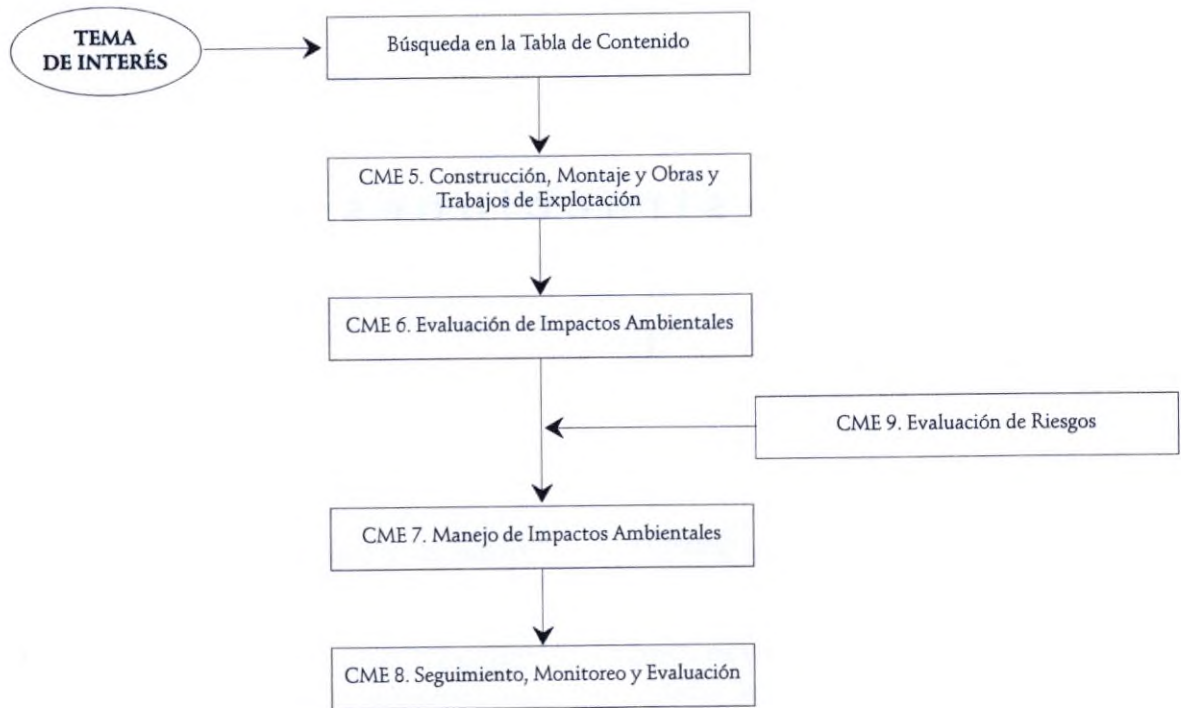 TEMA
DE INTERÉS
Búsqueda en la Tabla de Contenido
CME 5. Construcción, Montaje y Obras y
Trabajos de Explotación
CME 6. Evaluación de Impactos Ambientales
CME 9. Evaluación de Riesgos
CME 7. Manejo de Impactos Ambientales
CME 8. Seguimiento, Monitoreo y Evaluación